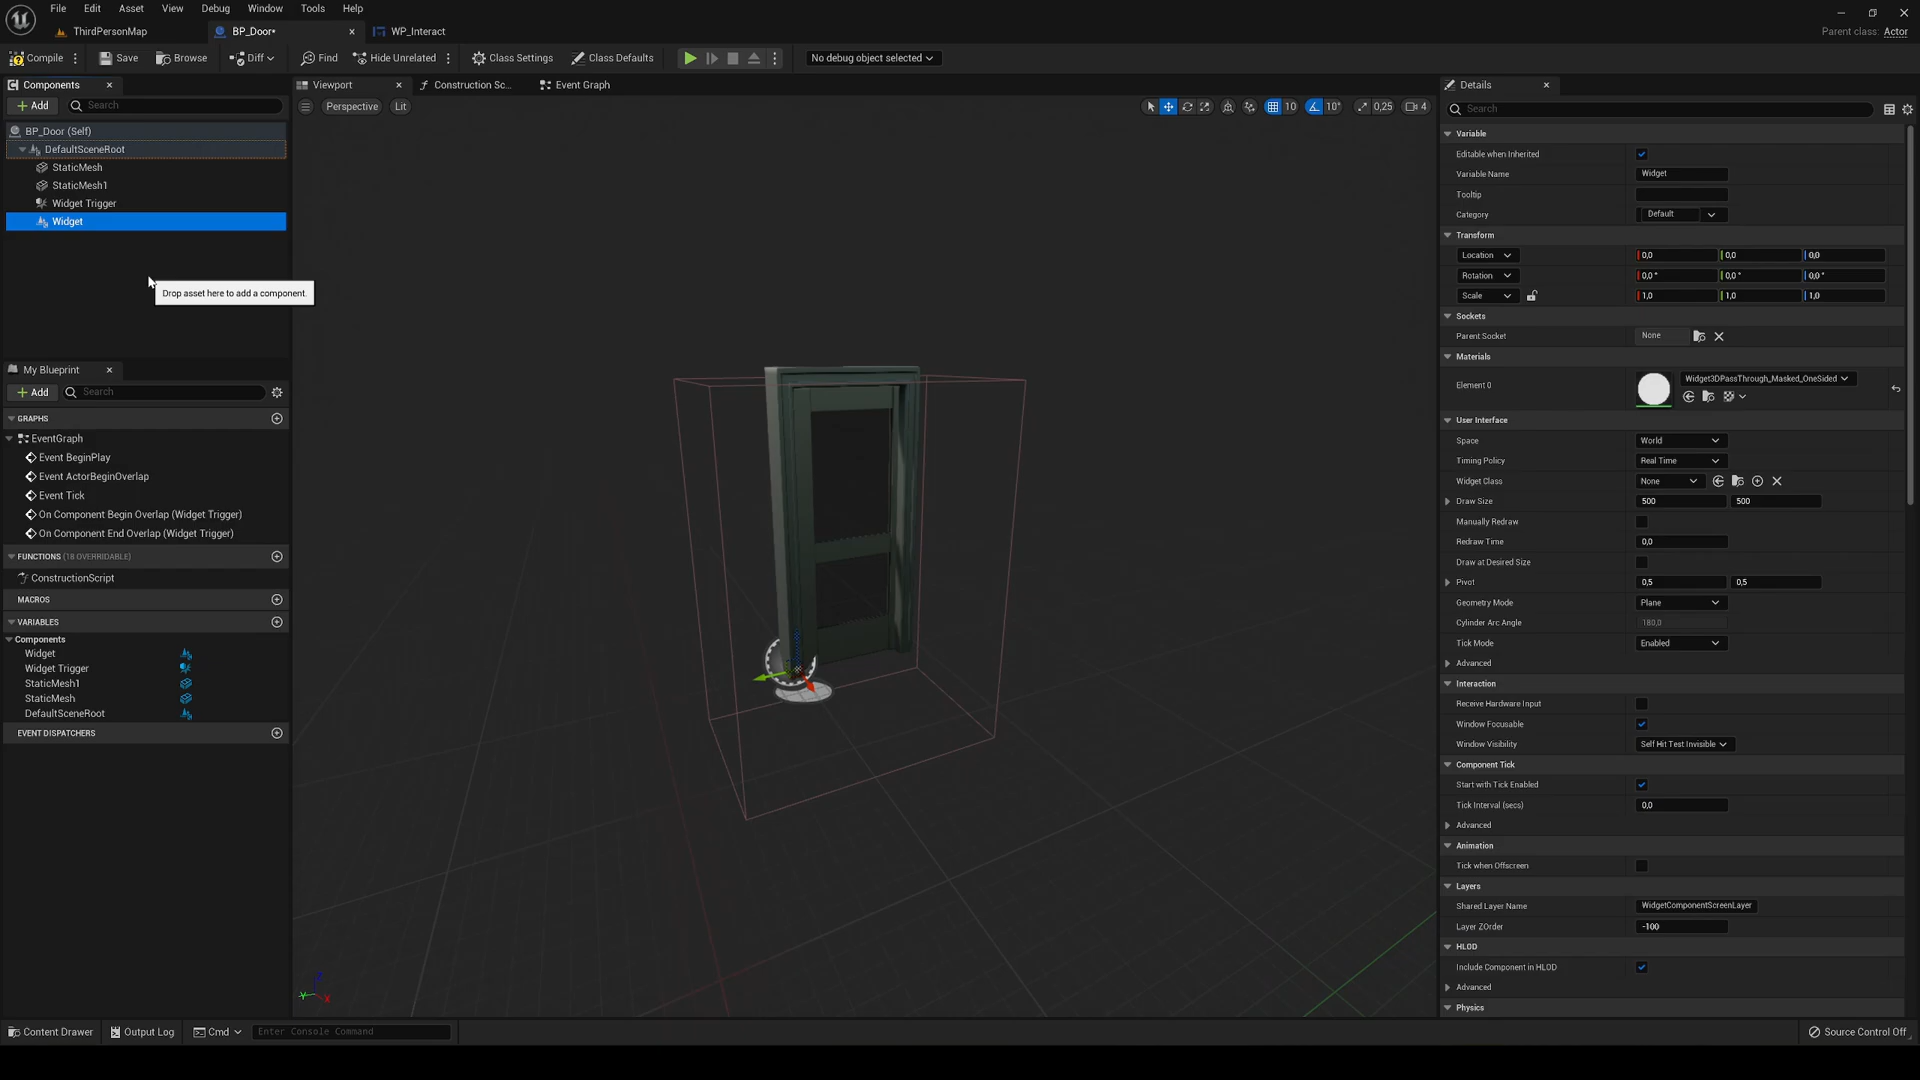 File Edit Asset View Debug Window Tools Help
ThirdPersonMap BP_Door* WP_Interact Parent class: Actor
Compile Save Browse Diff Find Hide Unrelated Class Settings Class Defaults No debug object selected
Components Viewport Construction Sc... Event Graph Details
Add Search Perspective Lit 10 10° 0,25 4 Search
BP_Door (Self)
DefaultSceneRoot
StaticMesh
StaticMesh1
Widget Trigger
Widget
Drop asset here to add a component.
My Blueprint
Add Search
GRAPHS
EventGraph
Event BeginPlay
Event ActorBeginOverlap
Event Tick
On Component Begin Overlap (Widget Trigger)
On Component End Overlap (Widget Trigger)
FUNCTIONS (18 OVERRIDABLE)
ConstructionScript
MACROS
VARIABLES
Components
Widget
Widget Trigger
StaticMesh1
StaticMesh
DefaultSceneRoot
EVENT DISPATCHERS
Z
Y X
Variable
Editable when Inherited
Variable Name Widget
Tooltip
Category Default
Transform
Location 0,0 0,0 0,0
Rotation 0,0 ° 0,0 ° 0,0 °
Scale 1,0 1,0 1,0
Sockets
Parent Socket None
Materials
Element 0 Widget3DPassThrough_Masked_OneSided
User Interface
Space World
Timing Policy Real Time
Widget Class None
Draw Size 500 500
Manually Redraw
Redraw Time 0,0
Draw at Desired Size
Pivot 0,5 0,5
Geometry Mode Plane
Cylinder Arc Angle 180,0
Tick Mode Enabled
Advanced
Interaction
Receive Hardware Input
Window Focusable
Window Visibility Self Hit Test Invisible
Component Tick
Start with Tick Enabled
Tick Interval (secs) 0,0
Advanced
Animation
Tick when Offscreen
Layers
Shared Layer Name WidgetComponentScreenLayer
Layer ZOrder -100
HLOD
Include Component in HLOD
Advanced
Physics
Content Drawer Output Log Cmd Enter Console Command Source Control Off